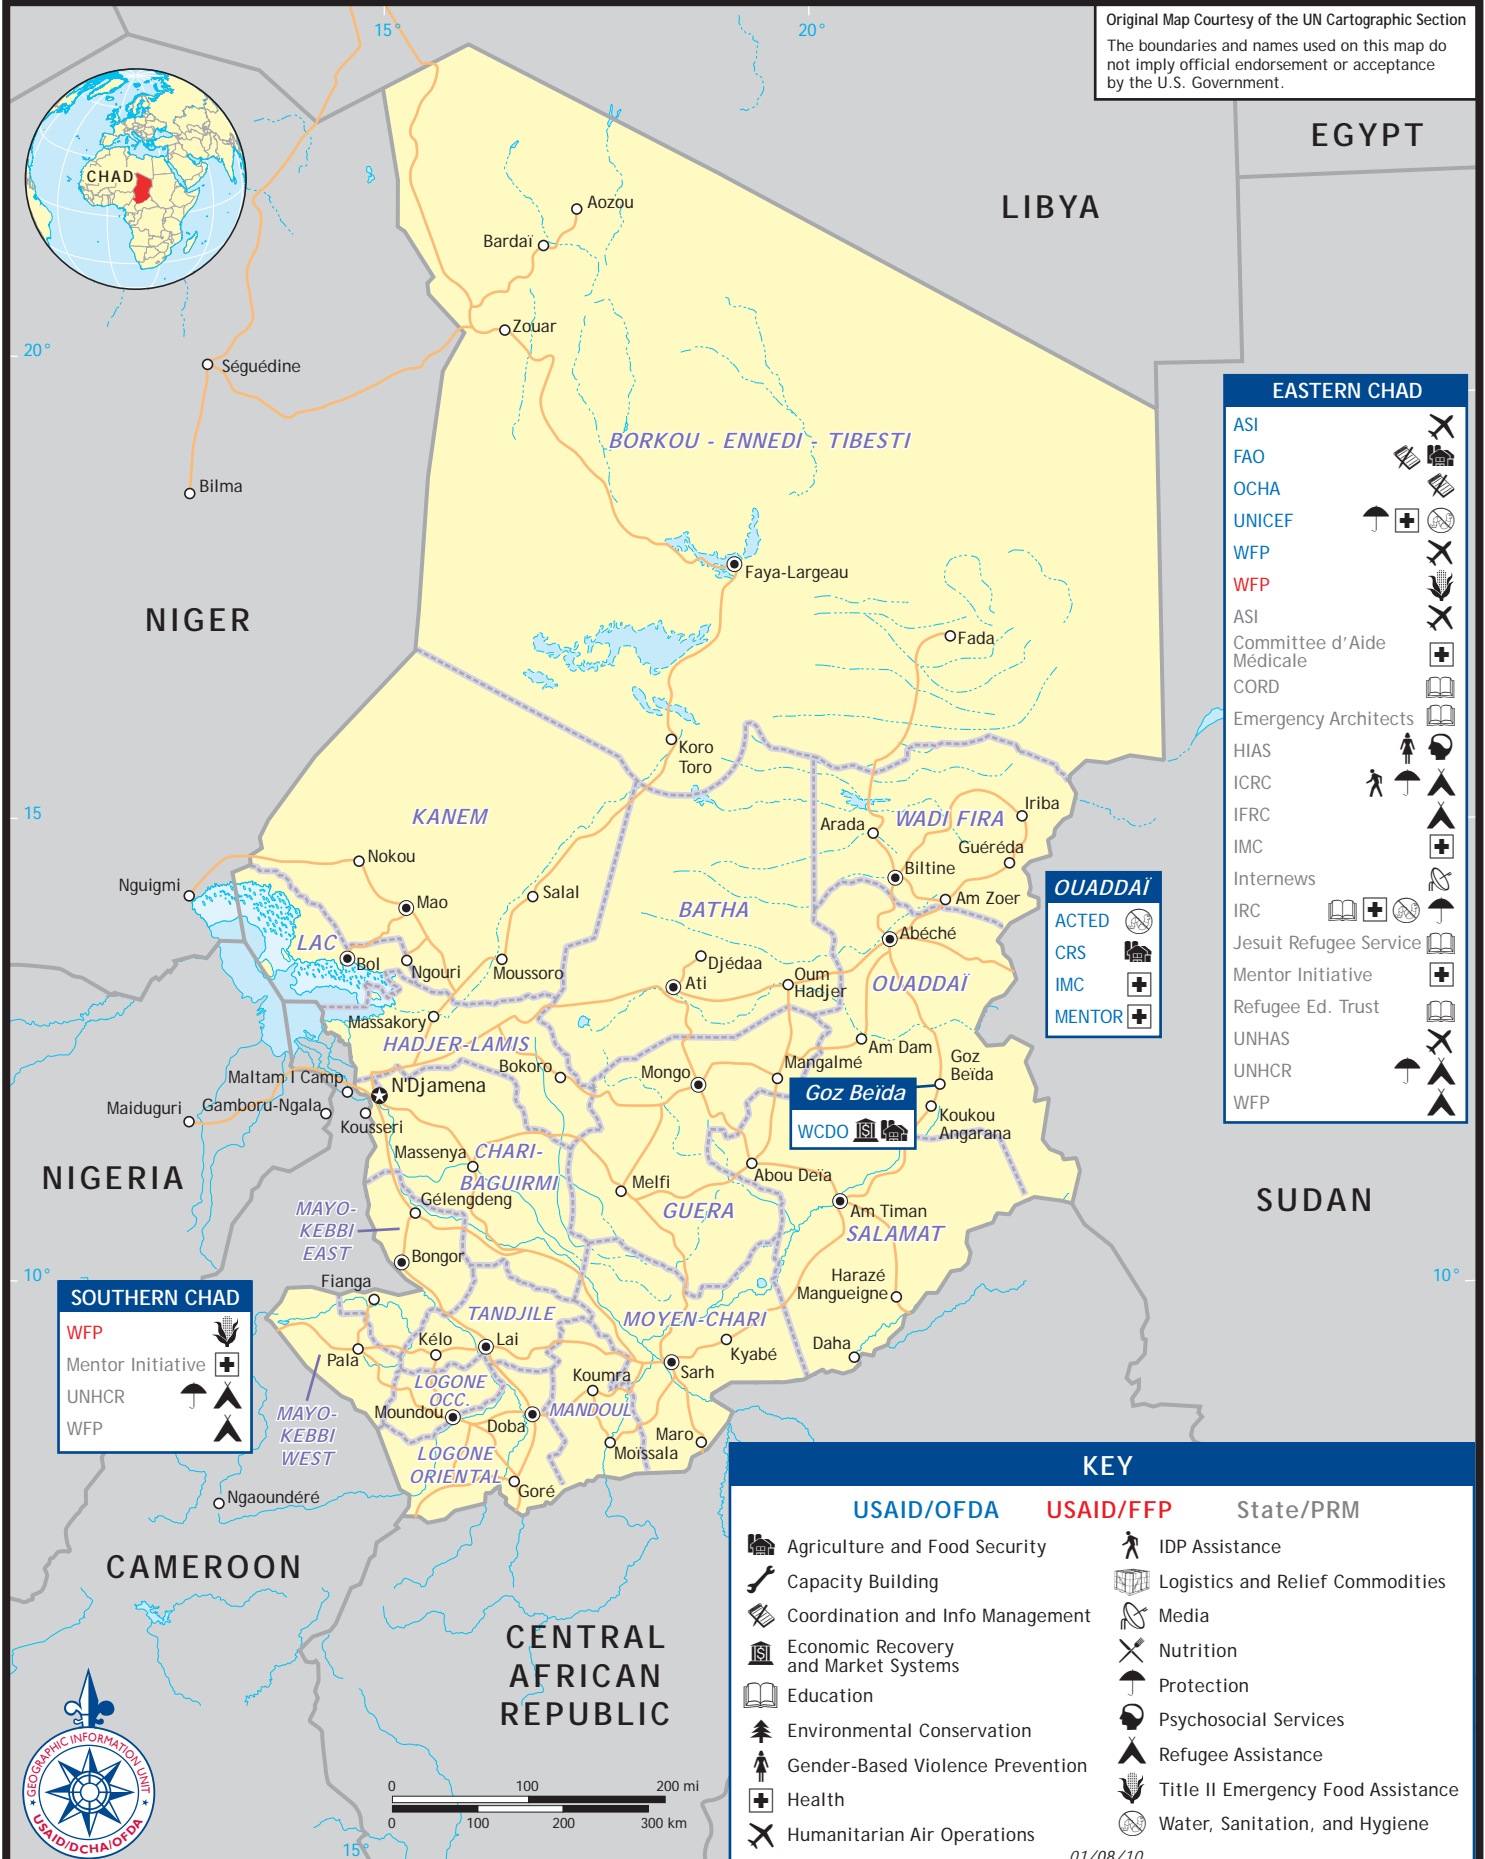 Original Map Courtesy of the UN Cartographic Section
The boundaries and names used on this map do
not imply official endorsement or acceptance
by the U.S. Government.
15°
20°
EGYPT
LIBYA
CHAD
Aozou
Bardaï
Zouar
20°
Séguédine
Bilma
BORKOU - ENNEDI - TIBESTI
Faya-Largeau
NIGER
Fada
Koro
Toro
15
KANEM
Nokou
Nguigmi
Mao
Salal
LAC
Bol
Ngouri
Moussoro
BATHA
Djédaa
Ati
Oum
Hadjer
Arada
WADI FIRA
Iriba
Guéréda
Biltine
Am Zoer
Abéché
OUADDAÏ
Massakory
HADJER-LAMIS
Bokoro
Mongo
Mangalmé
Am Dam
Goz
Beïda
Koukou
Angarana
Maltam I Camp
N'Djamena
Maiduguri
Gamboru-Ngala
Kousseri
NIGERIA
Massenya
CHARI-
BAGUIRMI
Gélengdeng
MAYO-
KEBBI
EAST
Bongor
Fianga
Melfi
GUERA
Abou Deïa
Am Timan
SALAMAT
Harazé
Mangueigne
Daha
SUDAN
10°
10°
TANDJILE
MOYEN-CHARI
Kélo
Lai
Pala
Kyabé
Sarh
Koumra
LOGONE
OCC.
Moundou
Doba
MANDOUL
Maro
Moïssala
MAYO-
KEBBI
WEST
LOGONE
ORIENTAL
Goré
Ngaoundéré
CAMEROON
CENTRAL
AFRICAN
REPUBLIC
15°
EASTERN CHAD
ASI
FAO
OCHA
UNICEF
WFP
WFP
ASI
Committee d'Aide
Médicale
CORD
Emergency Architects
HIAS
ICRC
IFRC
IMC
Internews
IRC
Jesuit Refugee Service
Mentor Initiative
Refugee Ed. Trust
UNHAS
UNHCR
WFP
OUADDAÏ
ACTED
CRS
IMC
MENTOR
Goz Beïda
WCDO
SOUTHERN CHAD
WFP
Mentor Initiative
UNHCR
WFP
KEY
USAID/OFDA USAID/FFP State/PRM
Agriculture and Food Security
Capacity Building
Coordination and Info Management
Economic Recovery
and Market Systems
Education
Environmental Conservation
Gender-Based Violence Prevention
Health
Humanitarian Air Operations
IDP Assistance
Logistics and Relief Commodities
Media
Nutrition
Protection
Psychosocial Services
Refugee Assistance
Title II Emergency Food Assistance
Water, Sanitation, and Hygiene
01/08/10
0 100 200 mi
0 100 200 300 km
GEOGRAPHIC INFORMATION UNIT
USAID/DCHA/OFDA